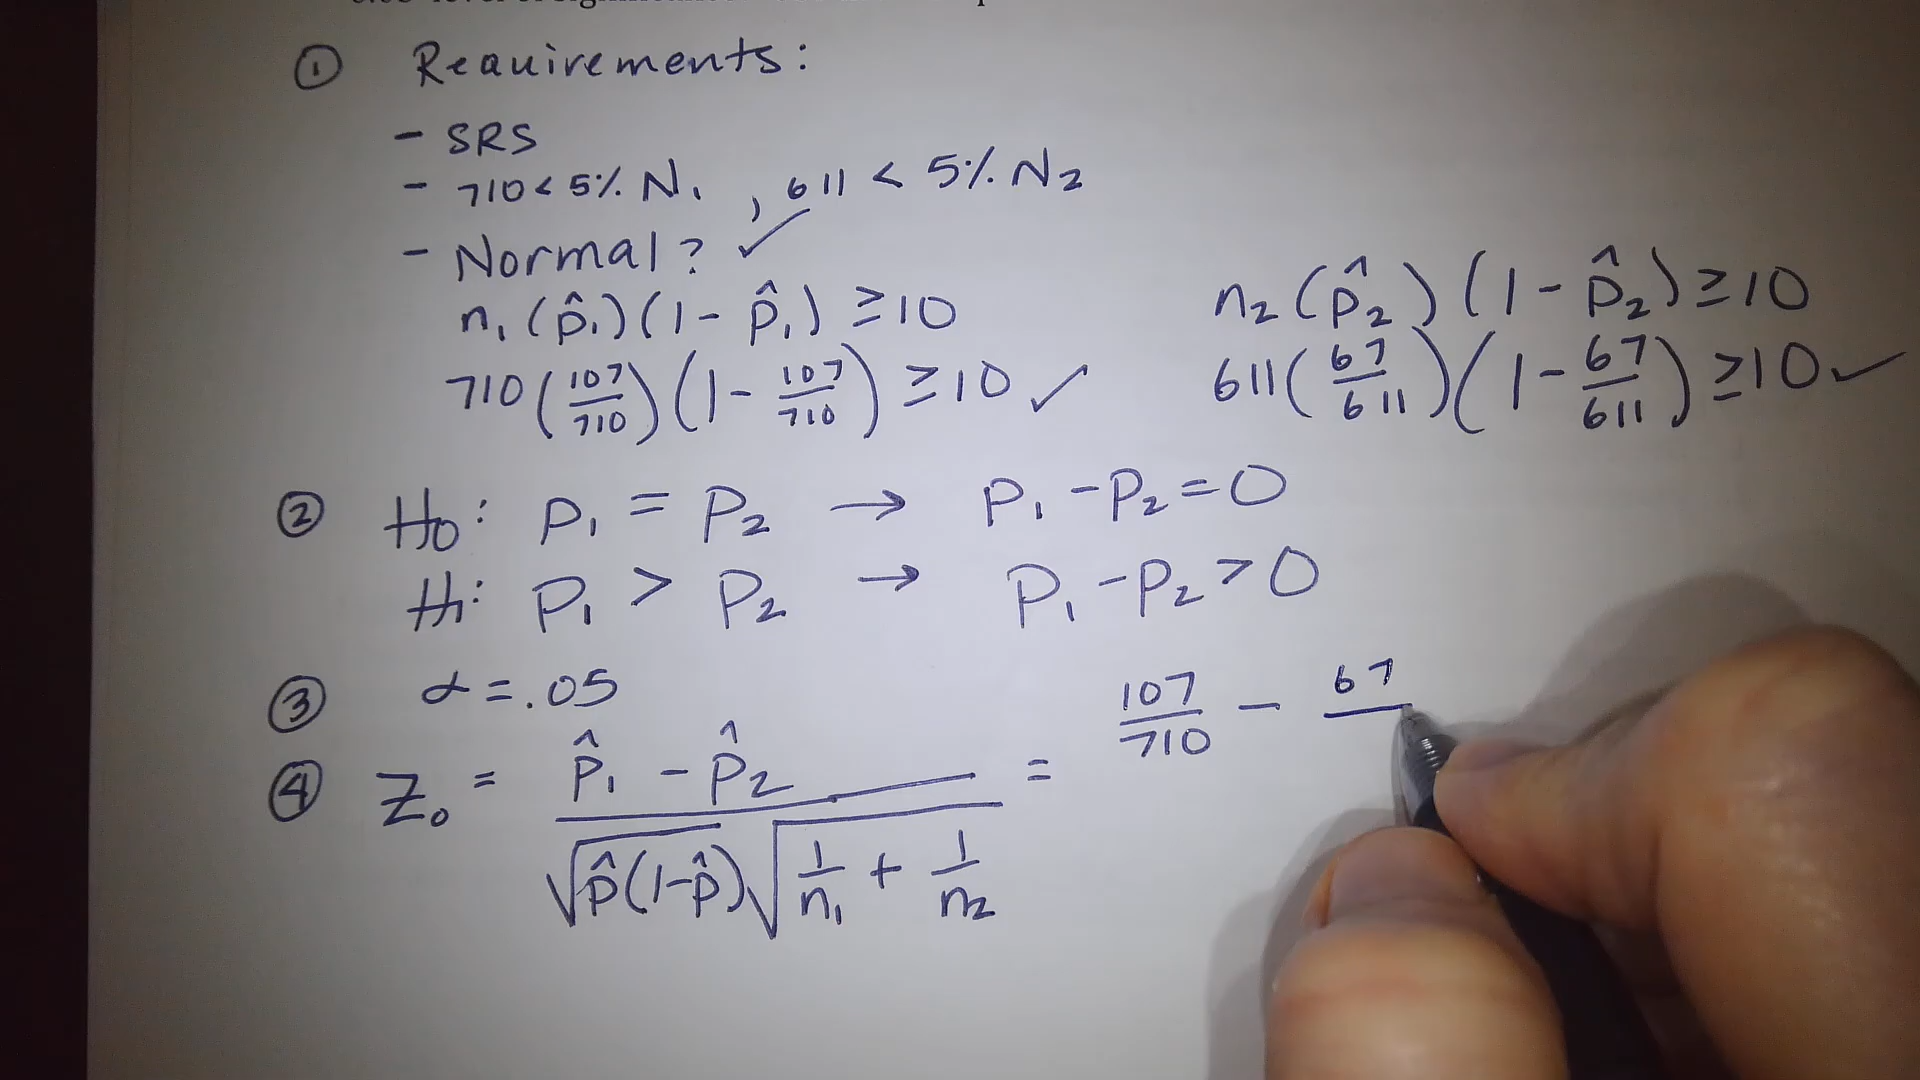 ① Requirements:
- SRS
- 710 < 5% N₁, 611 < 5% N₂
- Normal? ✓
n₁(p̂₁)(1-p̂₁) ≥ 10
710(107/710)(1-107/710) ≥ 10 ✓
n₂(p̂₂)(1-p̂₂) ≥ 10
611(67/611)(1-67/611) ≥ 10 ✓
② H₀: p₁ = p₂ → p₁-p₂ = 0
H₁: p₁ > p₂ → p₁-p₂ > 0
③ α = .05
④ Z₀ = (p̂₁ - p̂₂)/(√p̂(1-p̂) √(1/n₁ + 1/n₂)) = 107/710 - 67